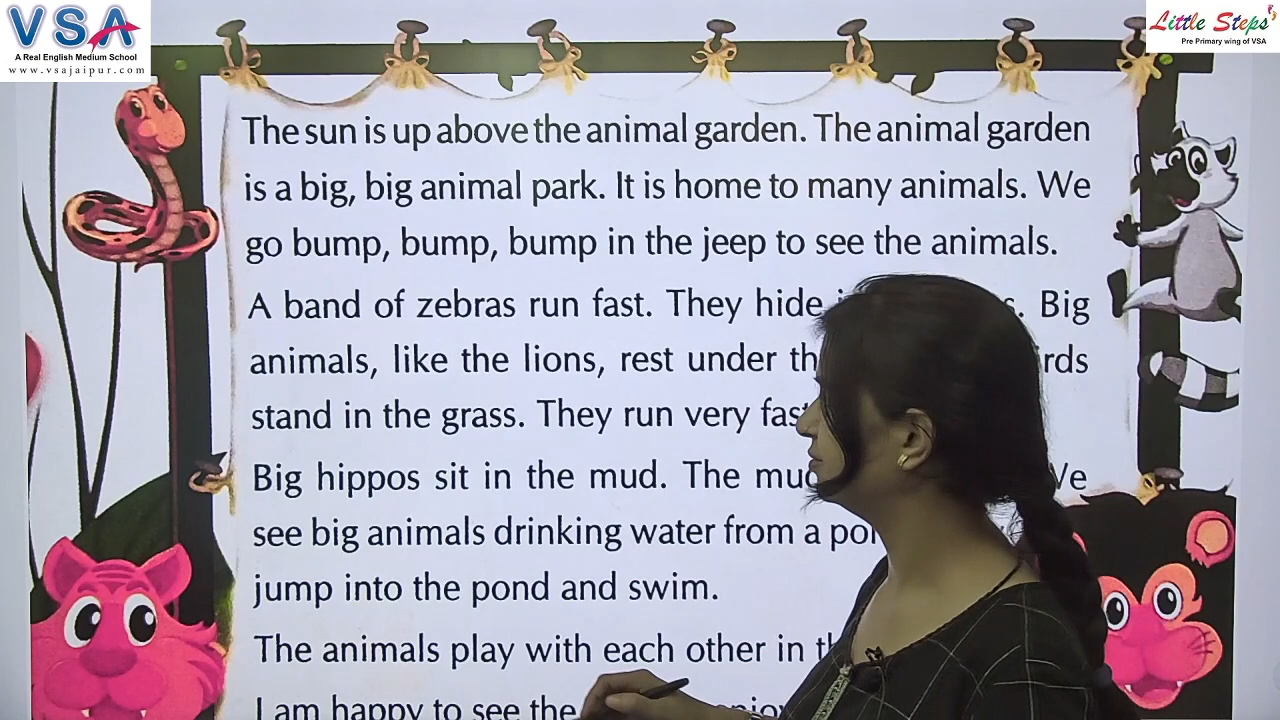 VSA
A Real English Medium School
www.vsajaipur.com
Little Steps
Pre Primary wing of VSA
The sun is up above the animal garden. The animal garden
is a big, big animal park. It is home to many animals. We
go bump, bump, bump in the jeep to see the animals.
A band of zebras run fast. They hide Big
animals, like the lions, rest under
stand in the grass. They run very
Big hippos sit in the mud. The
see big animals drinking water from a
jump into the pond and swim.
The animals play with each other in
I am happy to see the